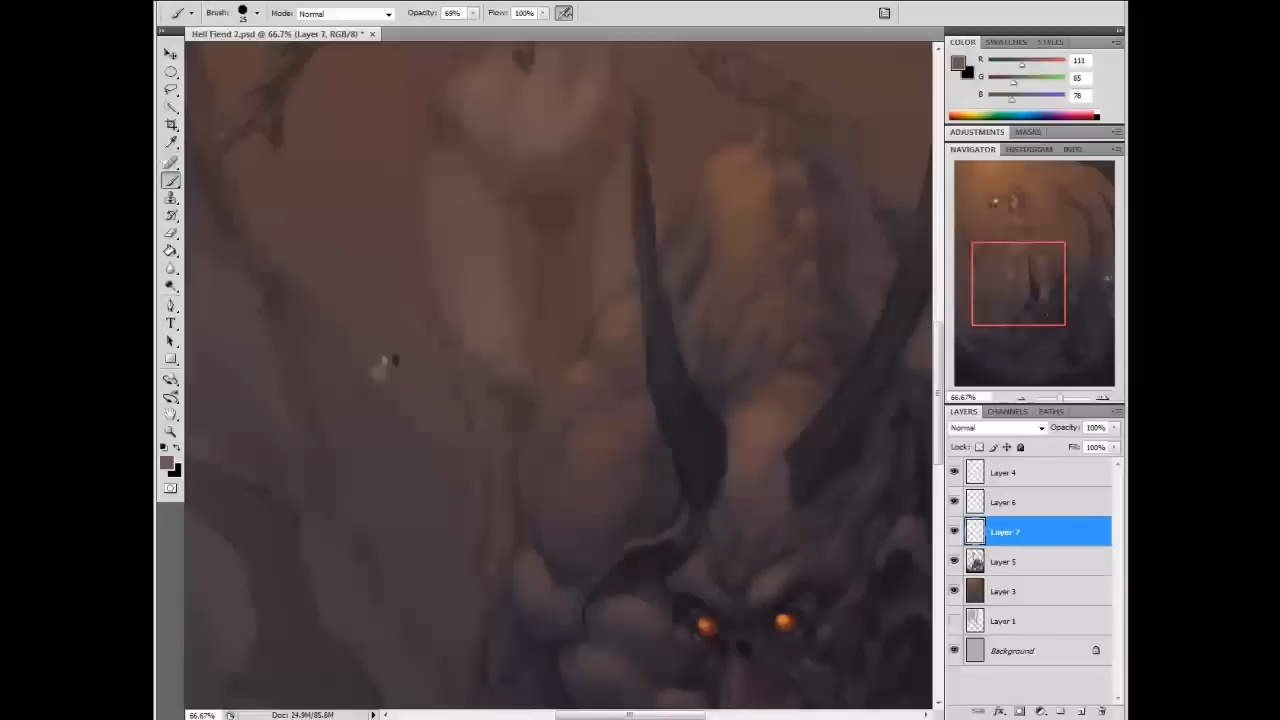 Brush: 25 Mode: Normal Opacity: 69% Flow: 100%
Hell Fiend 2.psd @ 66.7% (Layer 7, RGB/8) * ×
COLOR SWATCHES STYLES
R 111
G 85
B 78
ADJUSTMENTS MASKS
NAVIGATOR HISTOGRAM INFO
66.67%
LAYERS CHANNELS PATHS
Normal Opacity: 100%
Lock: Fill: 100%
Layer 4
Layer 6
Layer 7
Layer 5
Layer 3
Layer 1
Background
66.67% Doc: 24.9M/85.8M